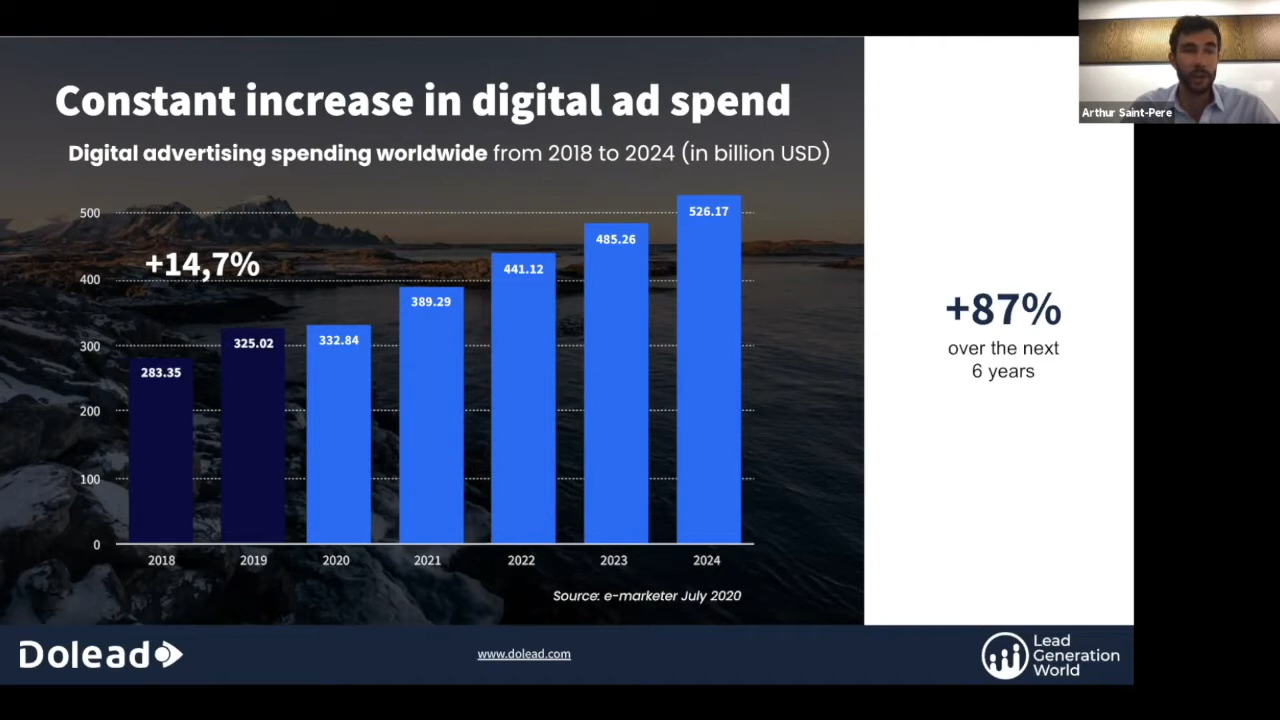 Arthur Saint-Pere
Constant increase in digital ad spend
Digital advertising spending worldwide from 2018 to 2024 (in billion USD)
500
400
300
200
100
0
+14,7%
283.35
325.02
332.84
389.29
441.12
485.26
526.17
2018
2019
2020
2021
2022
2023
2024
Source: e-marketer July 2020
+87%
over the next
6 years
Dolead
www.dolead.com
Lead
Generation
World